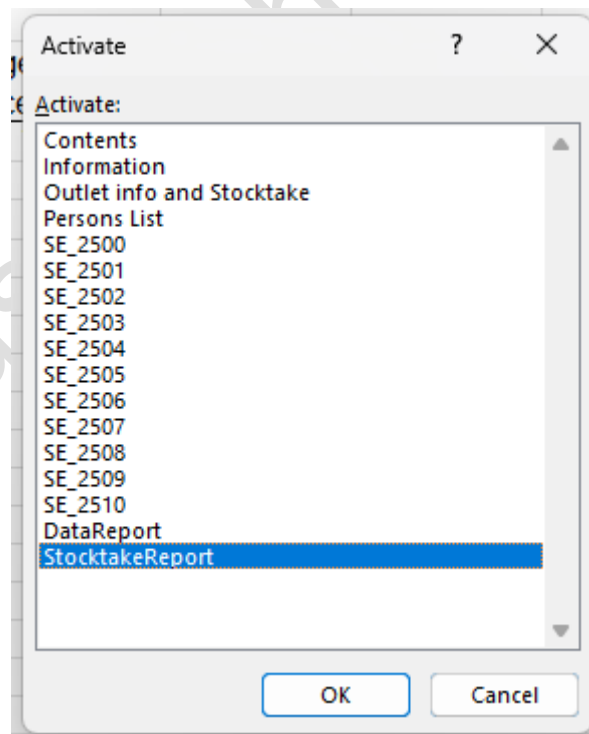 Activate ? ×
Activate:
Contents
Information
Outlet info and Stocktake
Persons List
SE_2500
SE_2501
SE_2502
SE_2503
SE_2504
SE_2505
SE_2506
SE_2507
SE_2508
SE_2509
SE_2510
DataReport
StocktakeReport
OK Cancel